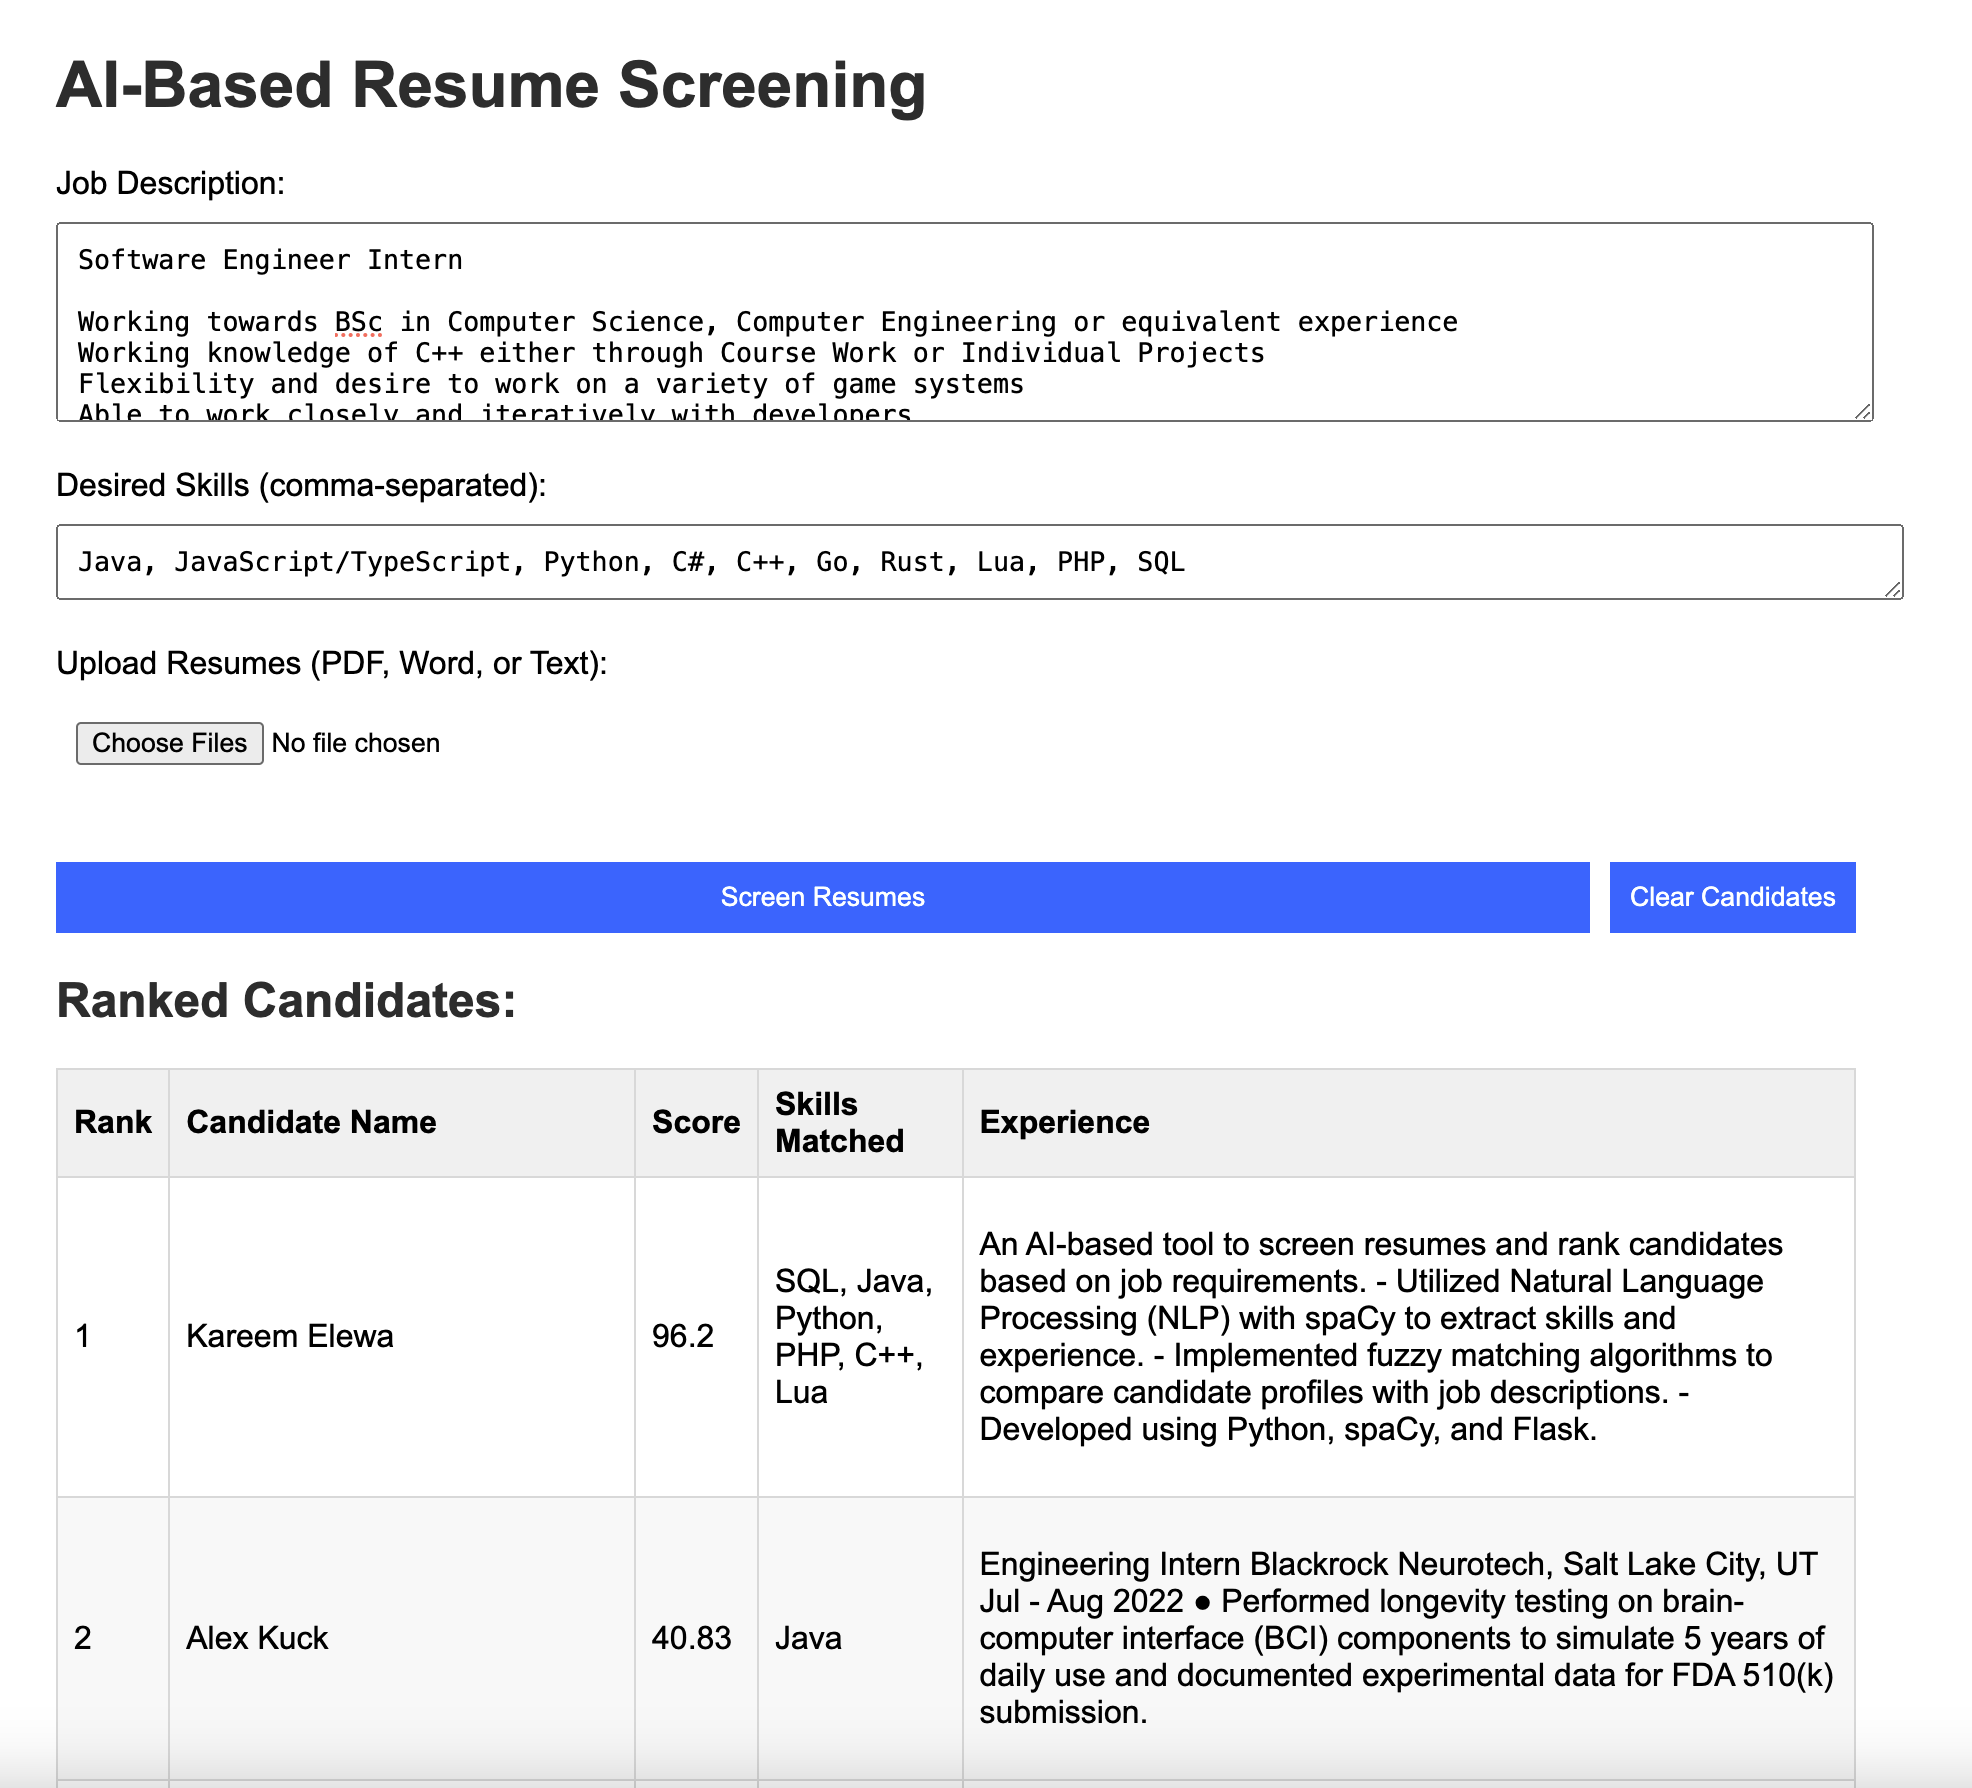 AI-Based Resume Screening
Job Description:
Software Engineer Intern
Working towards BSc in Computer Science, Computer Engineering or equivalent experience
Working knowledge of C++ either through Course Work or Individual Projects
Flexibility and desire to work on a variety of game systems
Able to work closely and iteratively with developers
Desired Skills (comma-separated):
Java, JavaScript/TypeScript, Python, C#, C++, Go, Rust, Lua, PHP, SQL
Upload Resumes (PDF, Word, or Text):
Choose Files No file chosen
Screen Resumes Clear Candidates
Ranked Candidates:
Rank Candidate Name Score Skills Matched Experience
1
Kareem Elewa
96.2
SQL, Java,
Python,
PHP, C++,
Lua
An AI-based tool to screen resumes and rank candidates
based on job requirements. - Utilized Natural Language
Processing (NLP) with spaCy to extract skills and
experience. - Implemented fuzzy matching algorithms to
compare candidate profiles with job descriptions. -
Developed using Python, spaCy, and Flask.
2
Alex Kuck
40.83
Java
Engineering Intern Blackrock Neurotech, Salt Lake City, UT
Jul - Aug 2022 ● Performed longevity testing on brain-
computer interface (BCI) components to simulate 5 years of
daily use and documented experimental data for FDA 510(k)
submission.